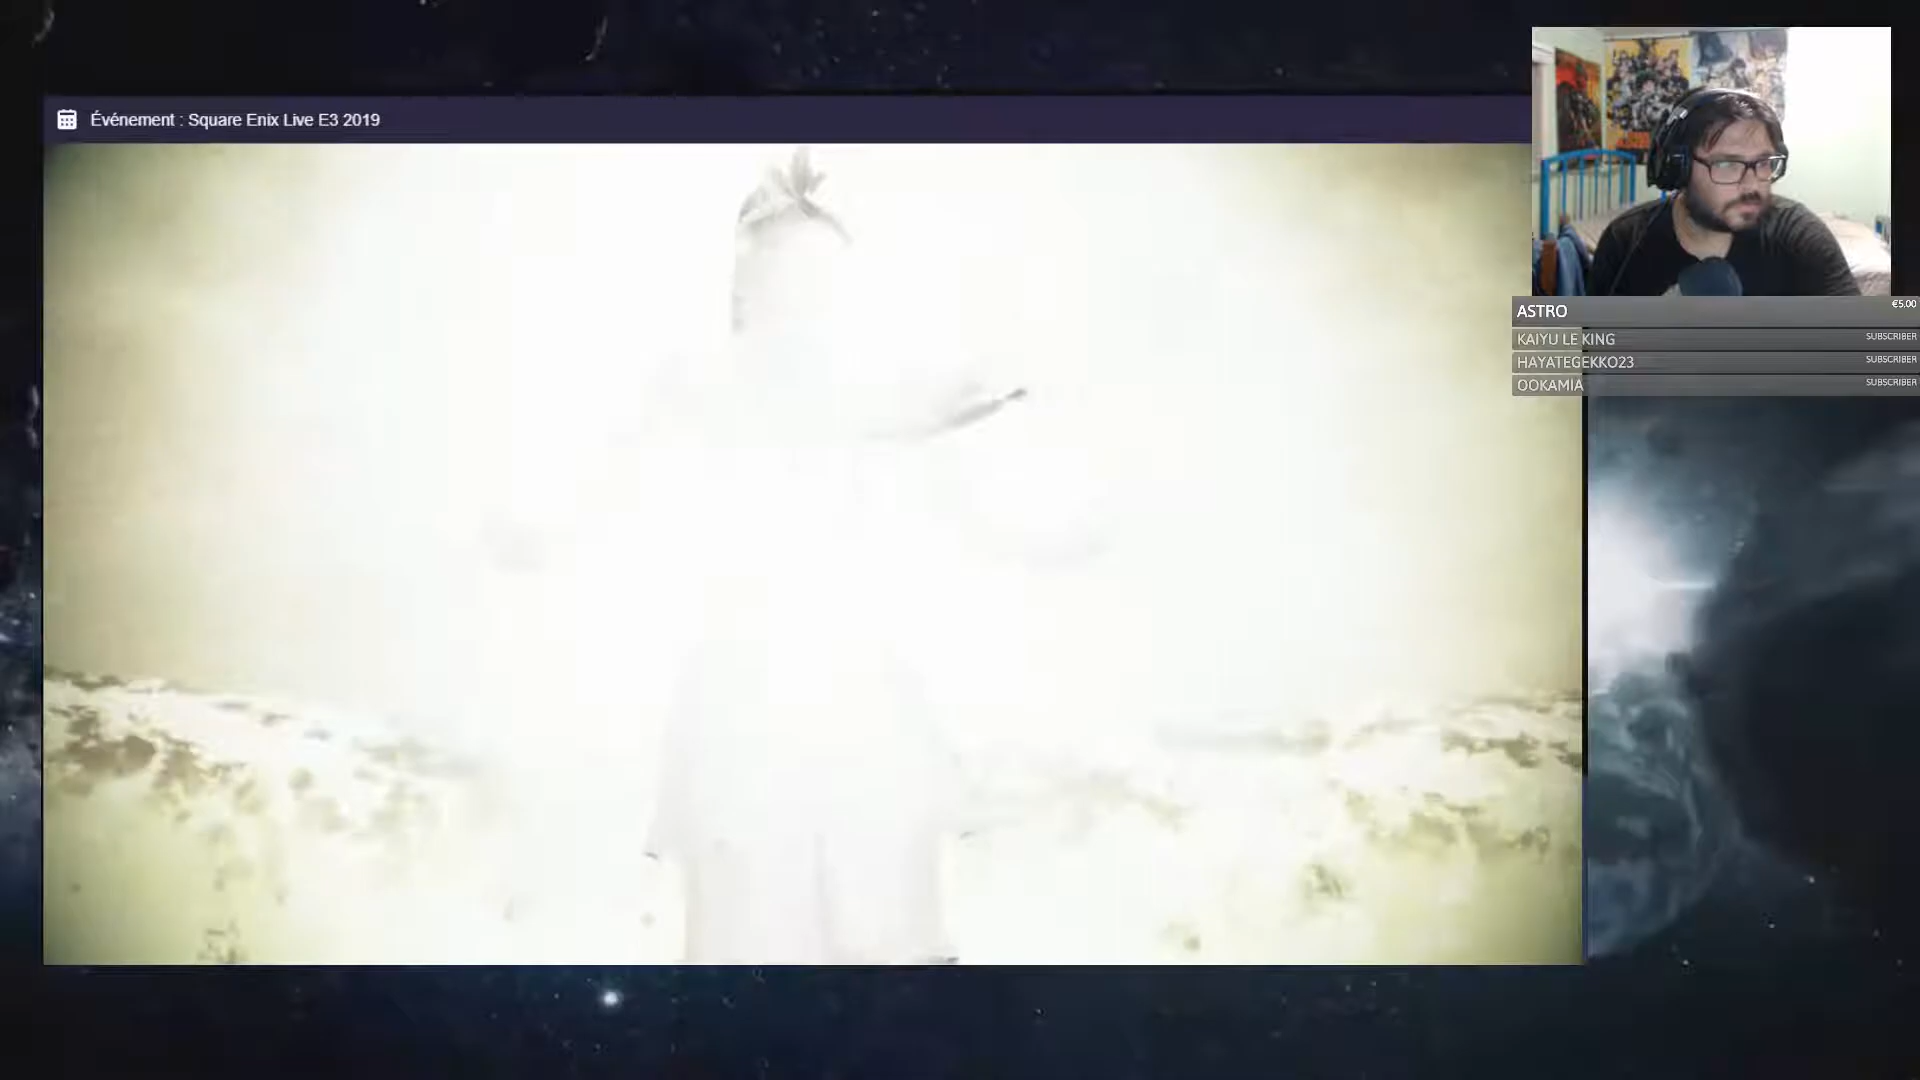 Événement : Square Enix Live E3 2019
ASTRO €5.00
KAIYU LE KING SUBSCRIBER
HAYATEGEKKO23 SUBSCRIBER
OOKAMIA SUBSCRIBER